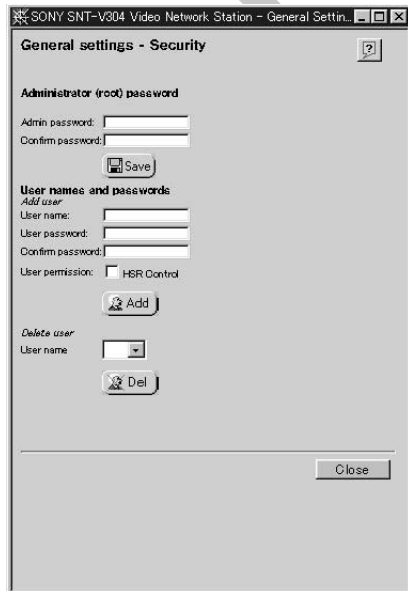 SONY SNT-V304 Video Network Station - General Settin...
General settings - Security
?
Administrator (root) password
Admin password:
Confirm password:
Save
User names and passwords
Add user
User name:
User password:
Confirm password:
User permission: HSR Control
Add
Delete user
User name
Del
Close